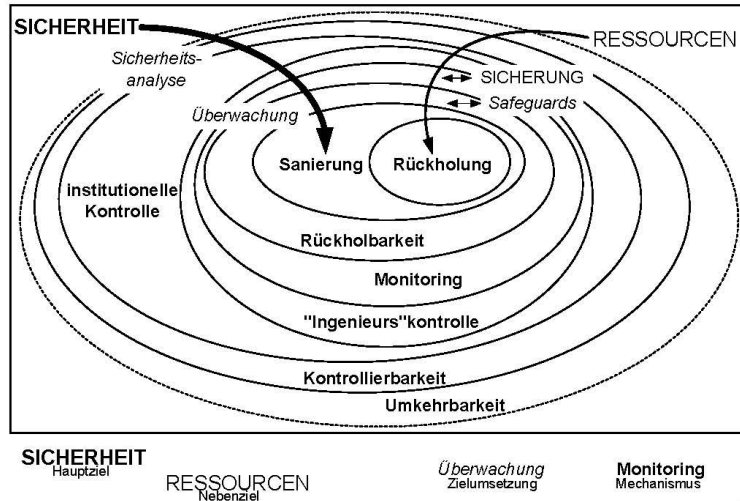 SICHERHEIT
RESSOURCEN
Sicherheits-
analyse
SICHERUNG
Safeguards
Überwachung
Sanierung
Rückholung
institutionelle
Kontrolle
Rückholbarkeit
Monitoring
"Ingenieurs"kontrolle
Kontrollierbarkeit
Umkehrbarkeit
SICHERHEIT
Hauptziel
RESSOURCEN
Nebenziel
Überwachung
Zielumsetzung
Monitoring
Mechanismus